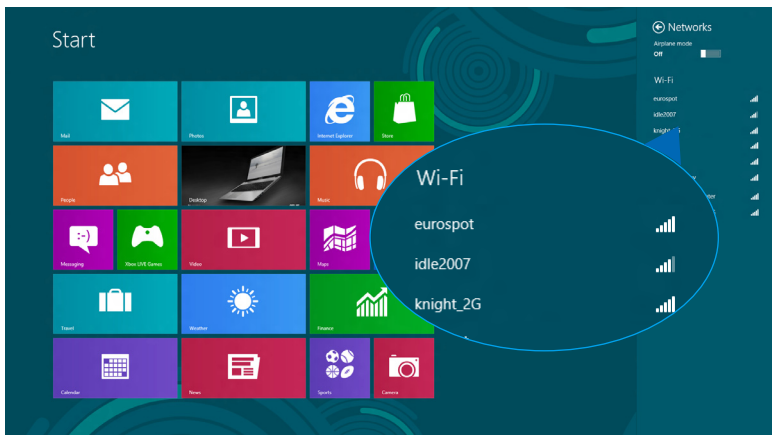 Start
Mail
Photos
Internet Explorer
Store
People
Desktop
Music
Messaging
Xbox LIVE Games
Video
Maps
:-)
Travel
Weather
Finance
Calendar
News
Sports
Camera
Networks
Airplane mode
Off
Wi-Fi
eurospot
idle2007
knight_2G
Wi-Fi
eurospot
idle2007
knight_2G